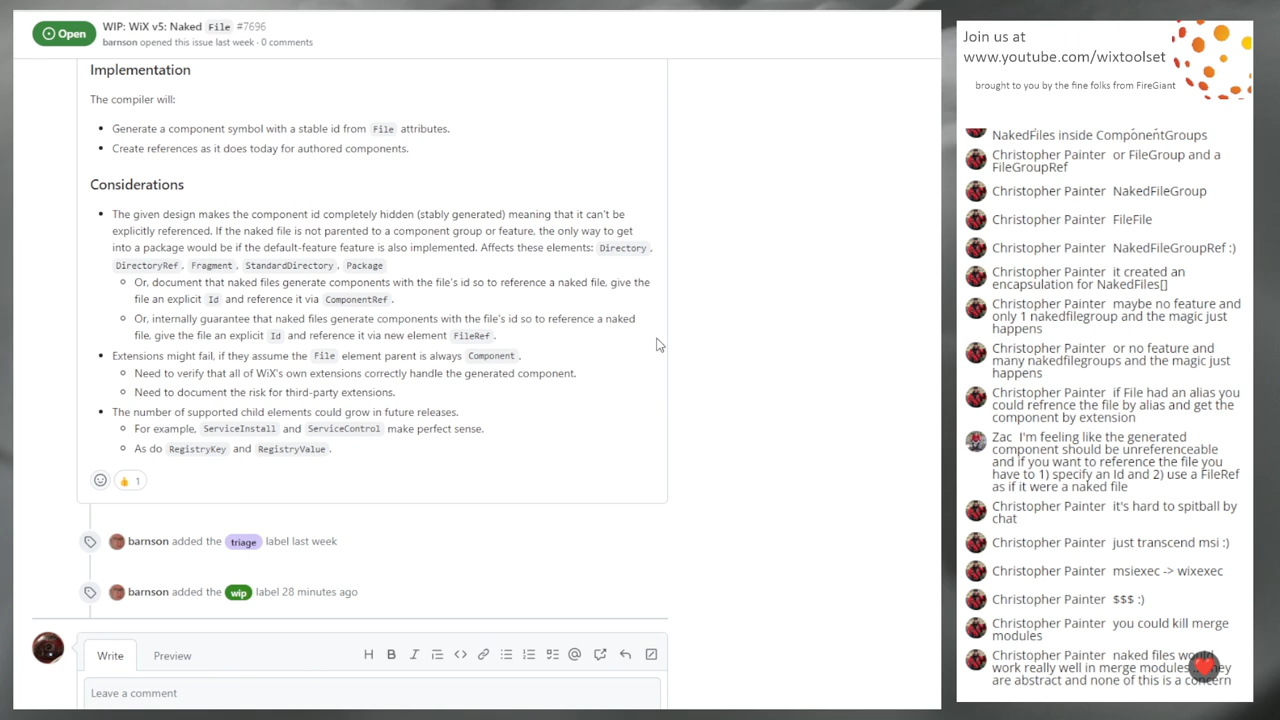 Open
WIP: WiX v5: Naked File #7696
barnson opened this issue last week · 0 comments
Implementation
The compiler will:
• Generate a component symbol with a stable id from File attributes.
• Create references as it does today for authored components.
Considerations
• The given design makes the component id completely hidden (stably generated) meaning that it can't be
explicitly referenced. If the naked file is not parented to a component group or feature, the only way to get
into a package would be if the default-feature feature is also implemented. Affects these elements: Directory,
DirectoryRef, Fragment, StandardDirectory, Package
◦ Or, document that naked files generate components with the file's id so to reference a naked file, give the
file an explicit Id and reference it via ComponentRef.
◦ Or, internally guarantee that naked files generate components with the file's id so to reference a naked
file, give the file an explicit Id and reference it via new element FileRef.
• Extensions might fail, if they assume the File element parent is always Component.
◦ Need to verify that all of WiX's own extensions correctly handle the generated component.
◦ Need to document the risk for third-party extensions.
• The number of supported child elements could grow in future releases.
◦ For example, ServiceInstall and ServiceControl make perfect sense.
◦ As do RegistryKey and RegistryValue.
👍 1
barnson added the triage label last week
barnson added the wip label 28 minutes ago
Write Preview
Leave a comment
Join us at
www.youtube.com/wixtoolset
brought to you by the fine folks from FireGiant
NakedFiles inside ComponentGroups
Christopher Painter or FileGroup and a
FileGroupRef
Christopher Painter NakedFileGroup
Christopher Painter FileFile
Christopher Painter NakedFileGroupRef :)
Christopher Painter it created an
encapsulation for NakedFiles[]
Christopher Painter maybe no feature and
only 1 nakedfilegroup and the magic just
happens
Christopher Painter or no feature and
many nakedfilegroups and the magic just
happens
Christopher Painter if File had an alias you
could refrence the file by alias and get the
component by extension
Zac I'm feeling like the generated
component should be unreferenceable
and if you want to reference the file you
have to 1) specify an Id and 2) use a FileRef
as if it were a naked file
Christopher Painter it's hard to spitball by
chat
Christopher Painter just transcend msi :)
Christopher Painter msiexec -> wixexec
Christopher Painter $$$ :)
Christopher Painter you could kill merge
modules
Christopher Painter naked files would
work really well in merge modules
are abstract and none of this is a concern